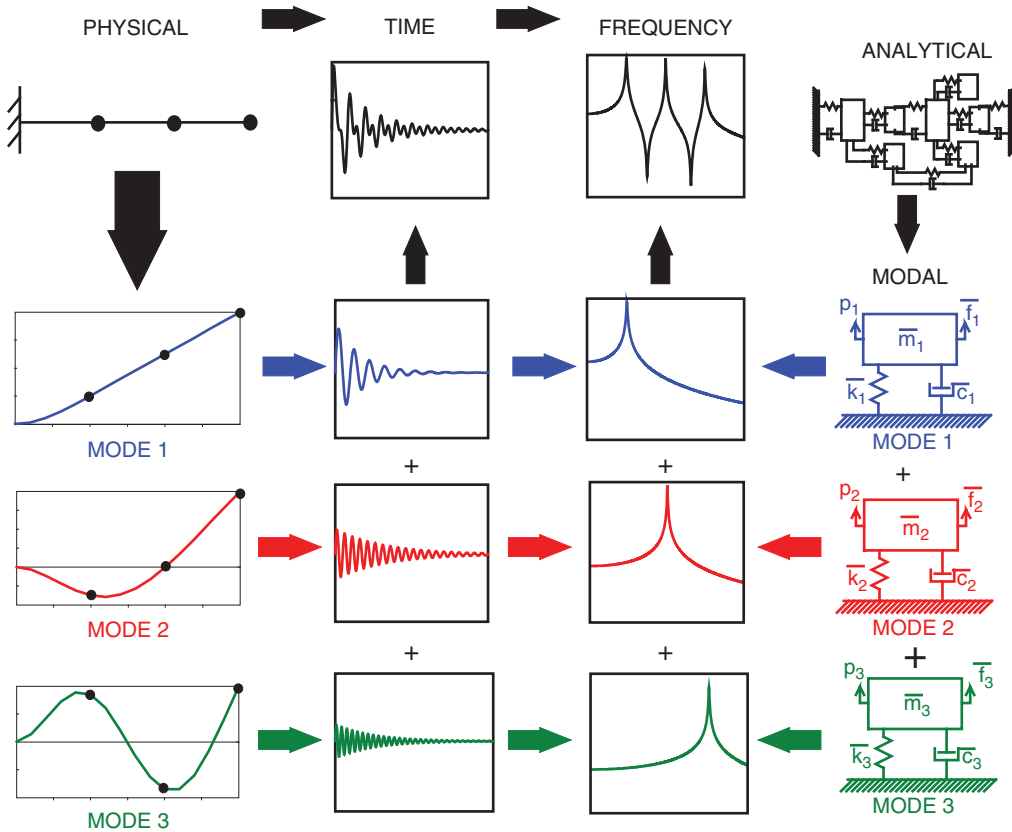 PHYSICAL
TIME
FREQUENCY
ANALYTICAL
MODAL
p1
f1
m1
k1
c1
MODE 1
MODE 1
+
+
+
p2
f2
m2
k2
c2
MODE 2
MODE 2
+
+
+
p3
f3
m3
k3
c3
MODE 3
MODE 3